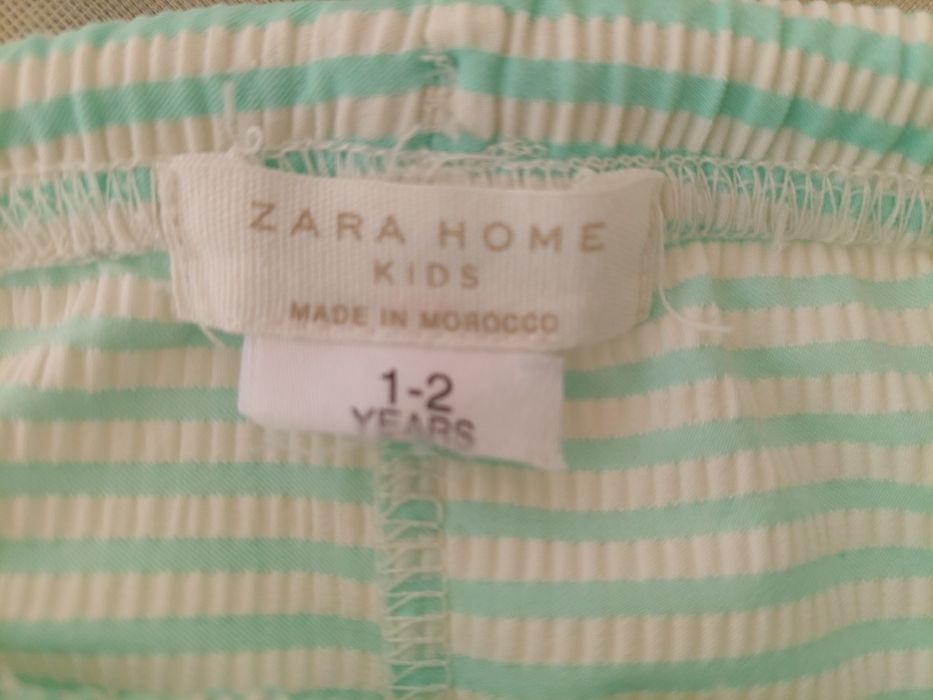 ZARA HOME
KIDS
MADE IN MOROCCO
1-2
YEARS